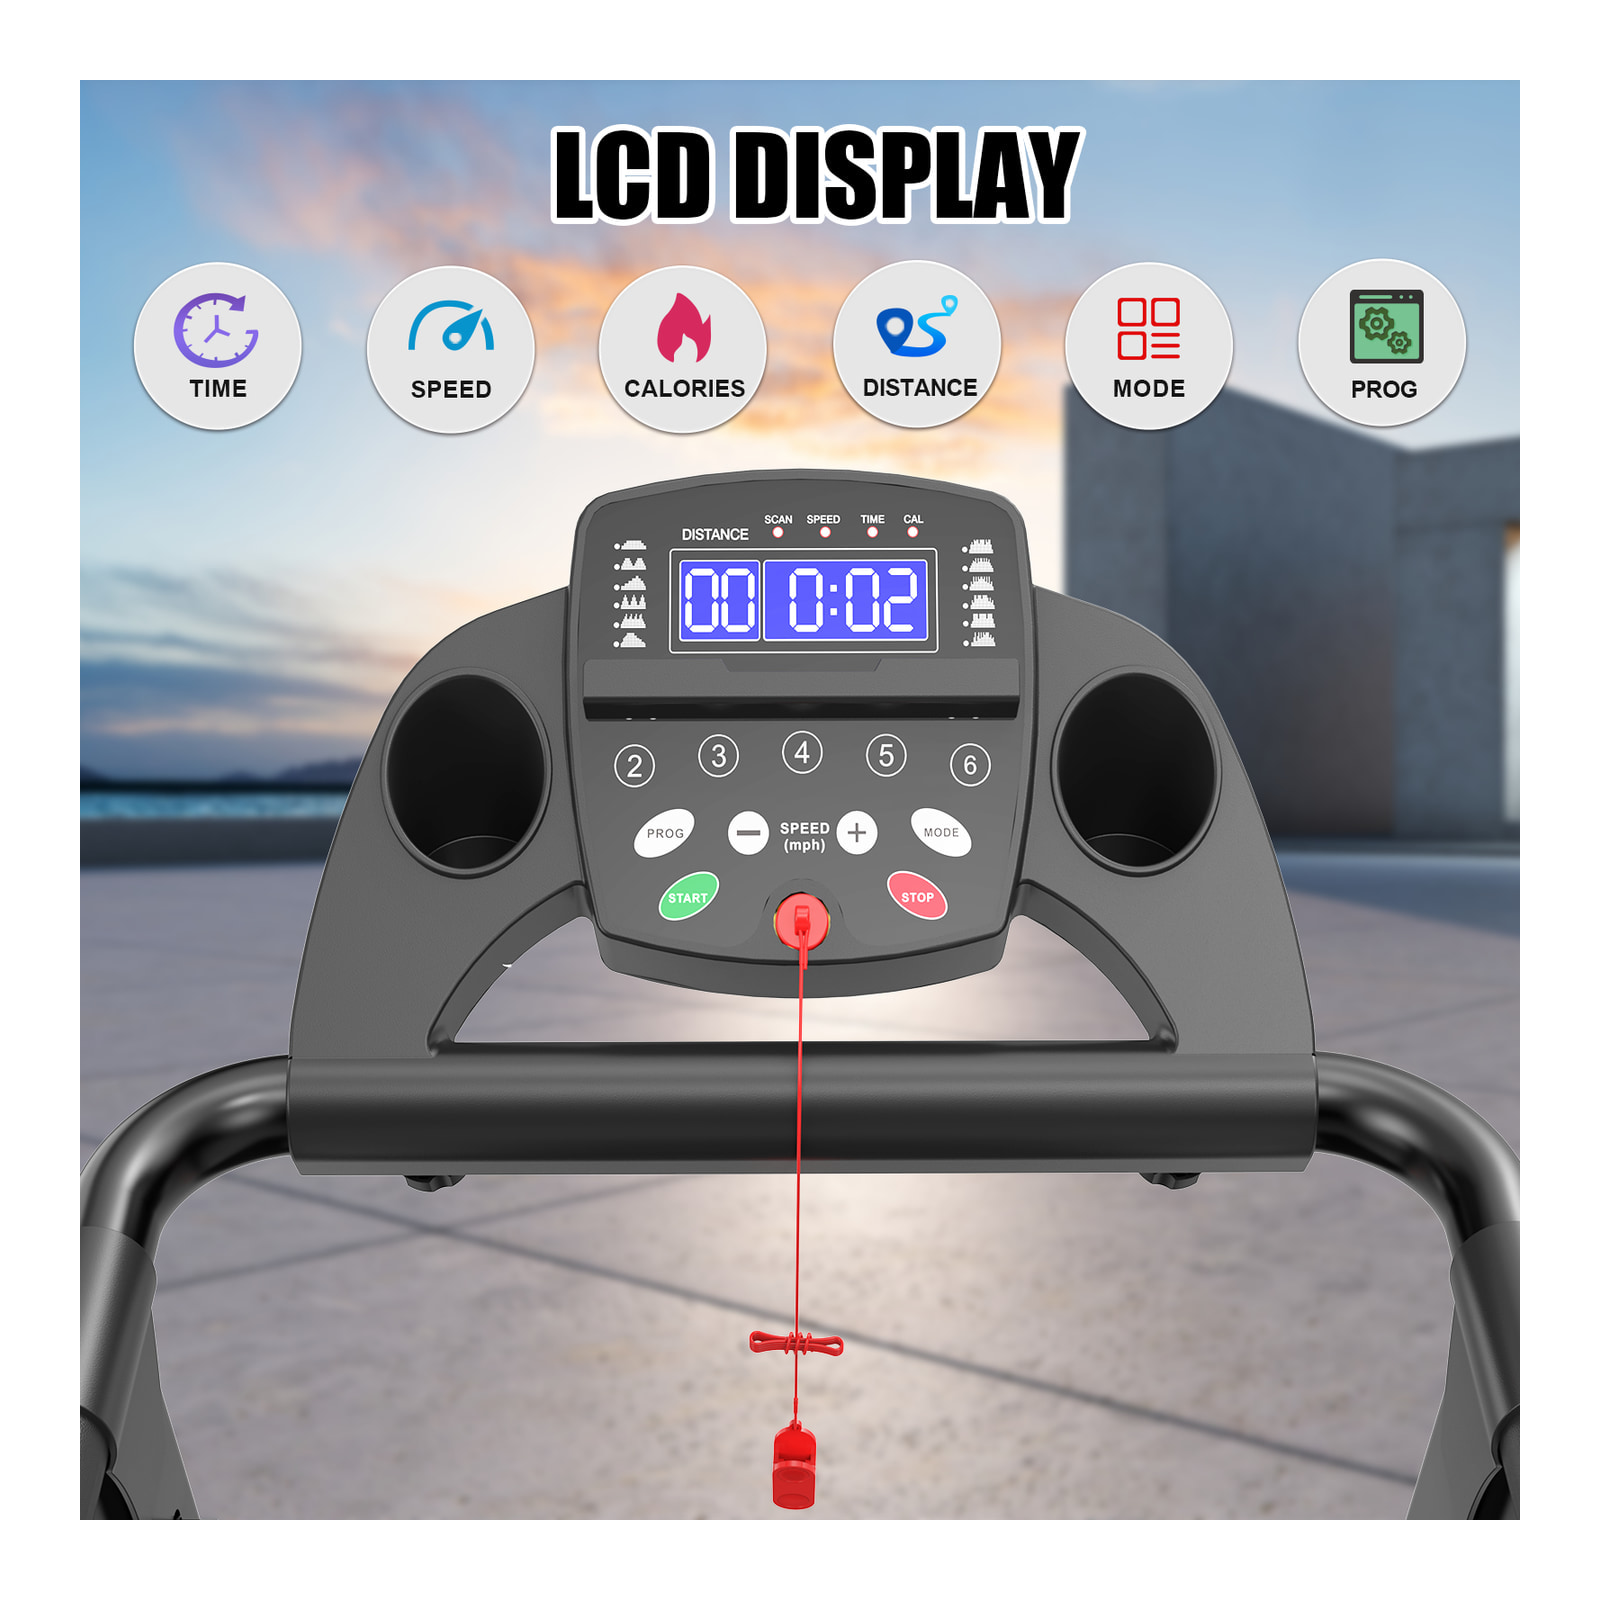 LCD DISPLAY
TIME
SPEED
CALORIES
DISTANCE
MODE
PROG
DISTANCE
SCAN SPEED TIME CAL
00 0:02
2 3 4 5 6
PROG
SPEED
(mph)
MODE
START
STOP